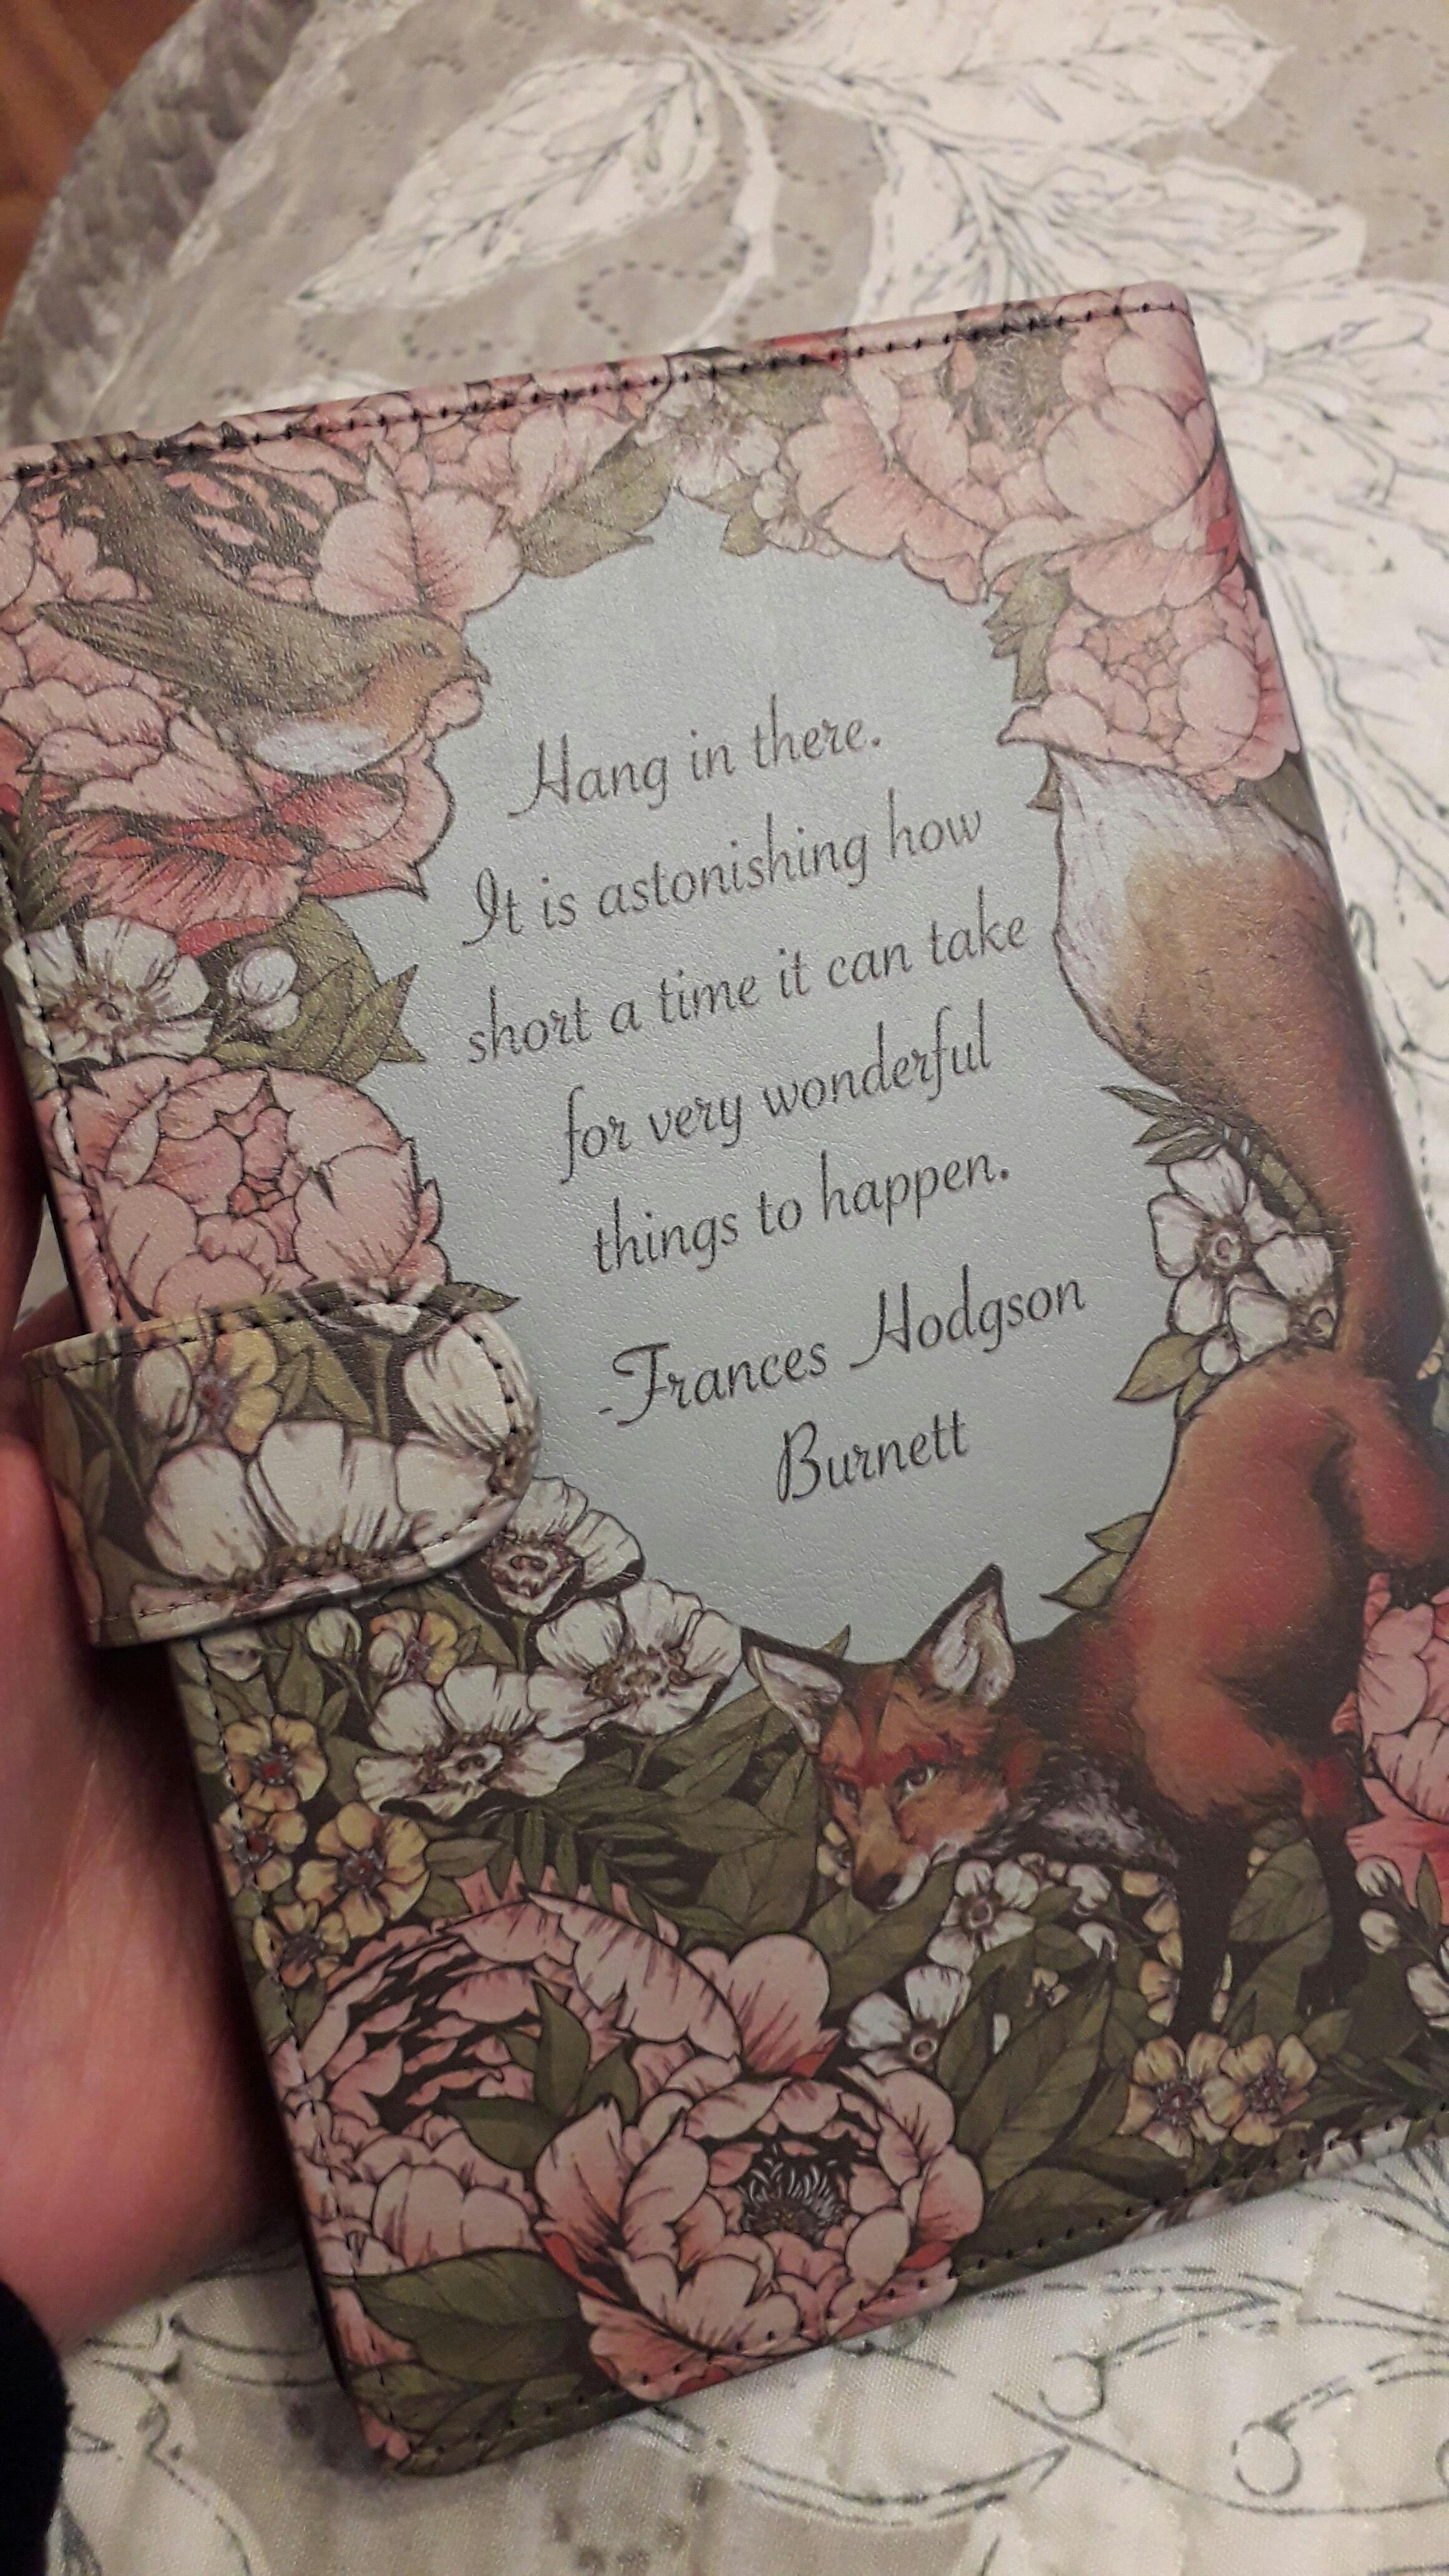 Hang in there.
It is astonishing how
short a time it can take
for very wonderful
things to happen.
-Frances Hodgson
Burnett